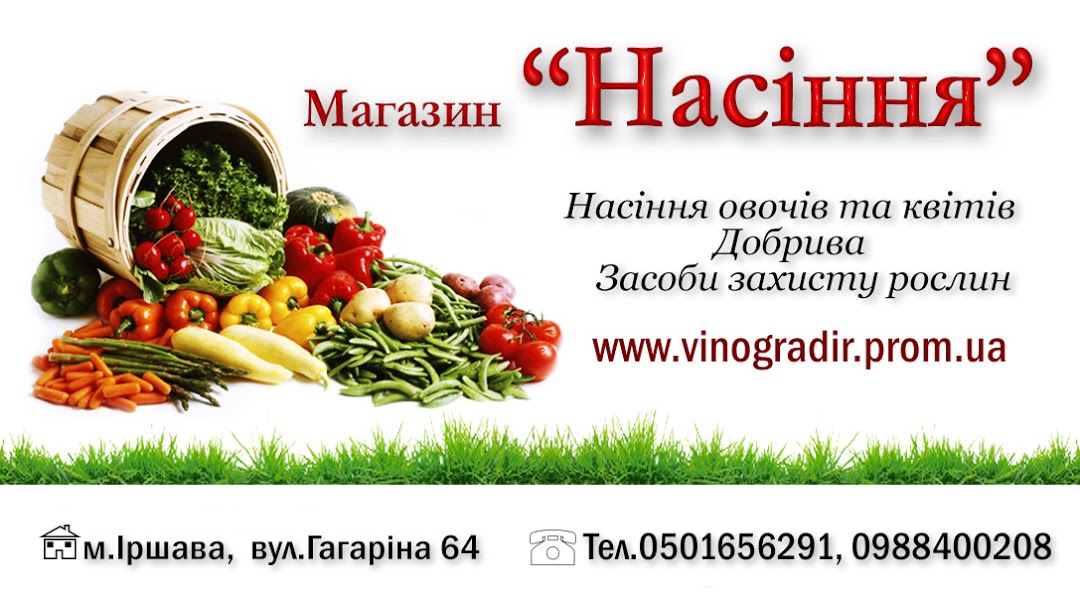 Магазин “Насіння”
Насіння овочів та квітів
Добрива
Засоби захисту рослин
www.vinogradir.prom.ua
м.Іршава, вул.Гагаріна 64
Тел.0501656291, 0988400208